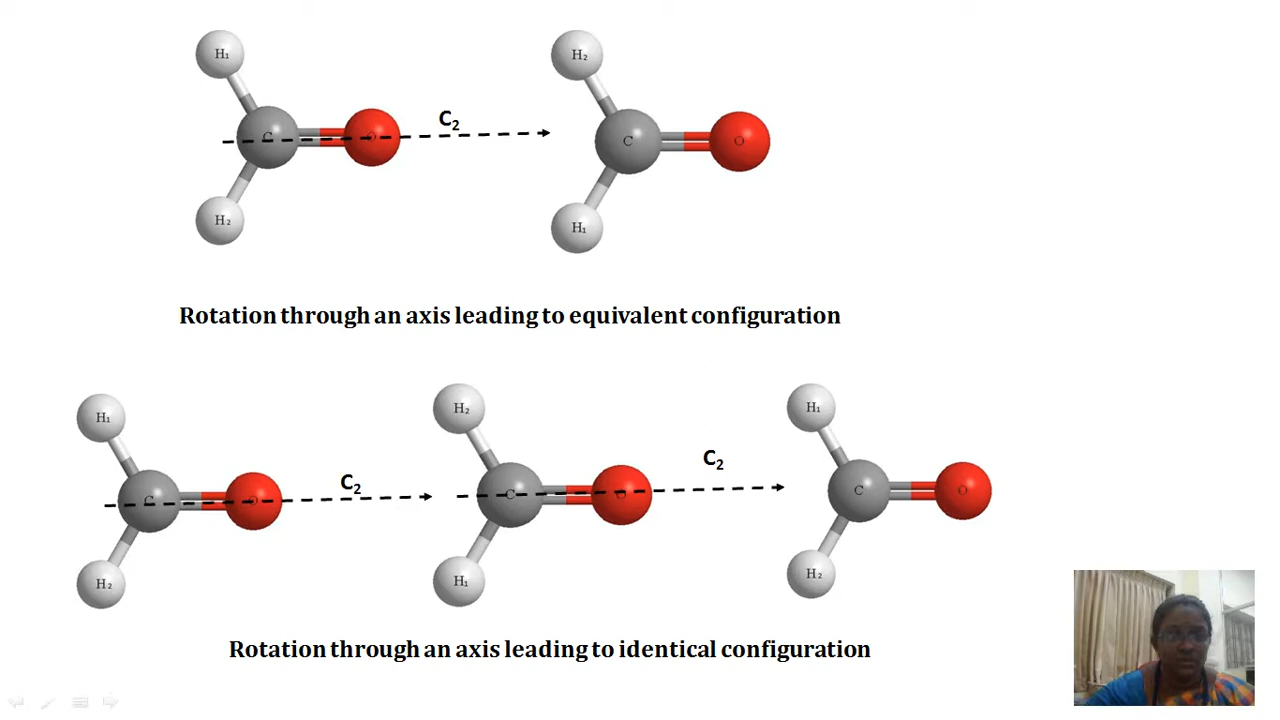 H₁ H₂
C₂
C O C O
H₂ H₁
Rotation through an axis leading to equivalent configuration
H₁ H₂ H₁
C₂ C₂
C O C O C O
H₂ H₁ H₂
Rotation through an axis leading to identical configuration